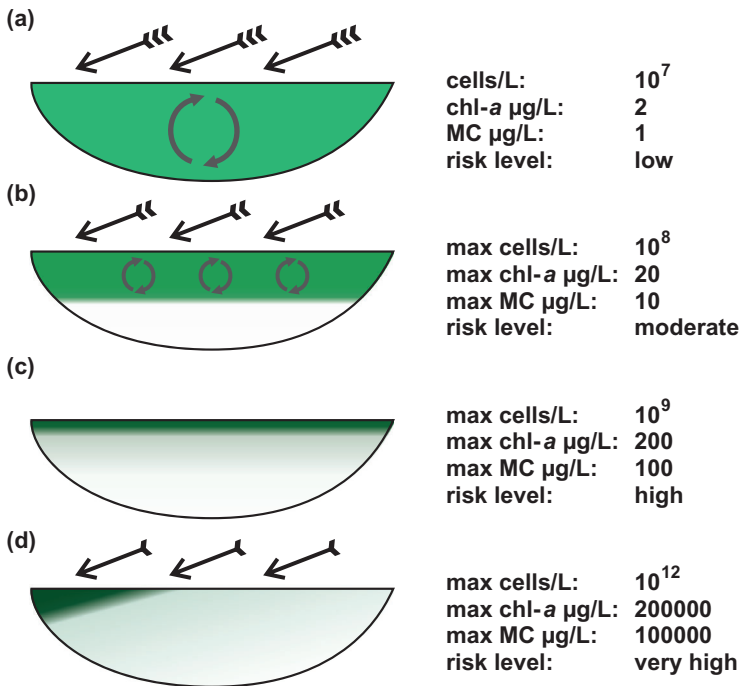 (a)
cells/L: 10^7
chl-a µg/L: 2
MC µg/L: 1
risk level: low
(b)
max cells/L: 10^8
max chl-a µg/L: 20
max MC µg/L: 10
risk level: moderate
(c)
max cells/L: 10^9
max chl-a µg/L: 200
max MC µg/L: 100
risk level: high
(d)
max cells/L: 10^12
max chl-a µg/L: 200000
max MC µg/L: 100000
risk level: very high